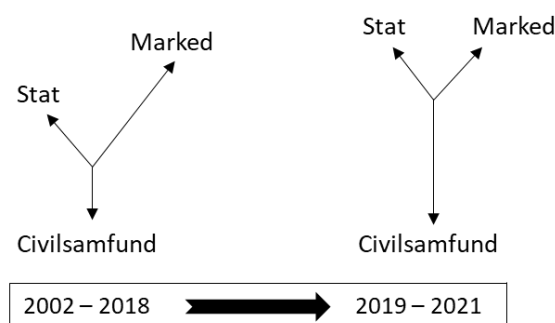 Marked
Stat
Civilsamfund
Stat
Marked
Civilsamfund
2002 – 2018
2019 – 2021